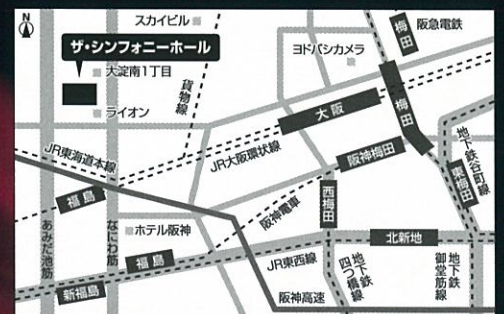 N
スカイビル
梅田
阪急電鉄
ザ・シンフォニーホール
ヨドバシカメラ
大淀南1丁目
貨物線
ライオン
大阪
梅田
JR東海道本線
JR大阪環状線
阪神梅田
地下鉄谷町線
東梅田
福島
西梅田
阪神電車
あみだ池筋
なにわ筋
ホテル阪神
北新地
福島
JR東西線
地下鉄四つ橋線
地下鉄御堂筋線
新福島
阪神高速